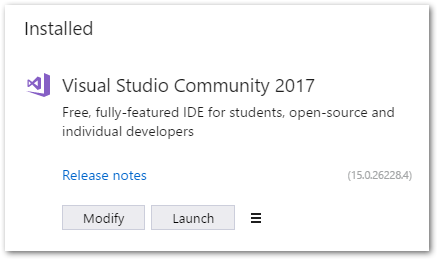 Installed
Visual Studio Community 2017
Free, fully-featured IDE for students, open-source and
individual developers
Release notes (15.0.26228.4)
Modify Launch